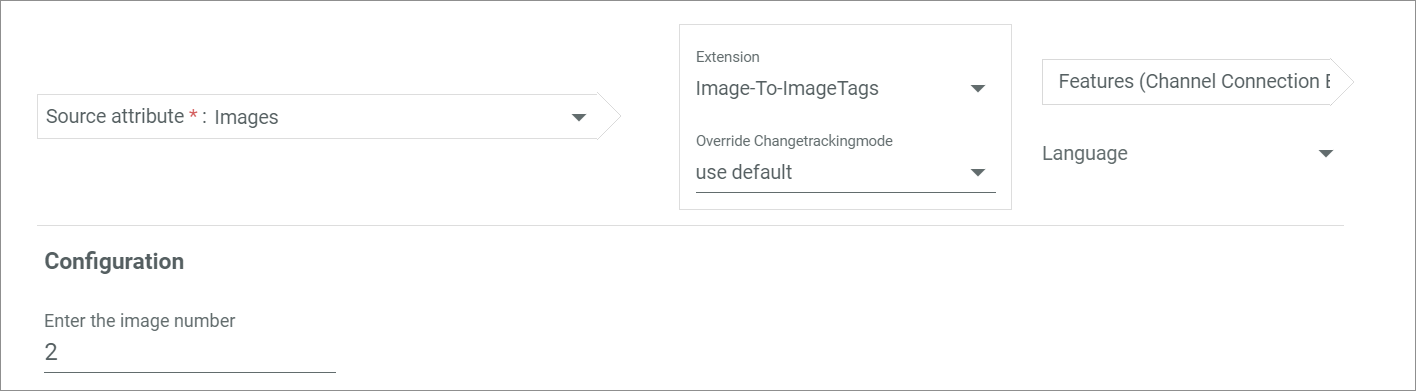 Source attribute * : Images
Extension
Image-To-ImageTags
Override Changetrackingmode
use default
Features (Channel Connection
Language
Configuration
Enter the image number
2